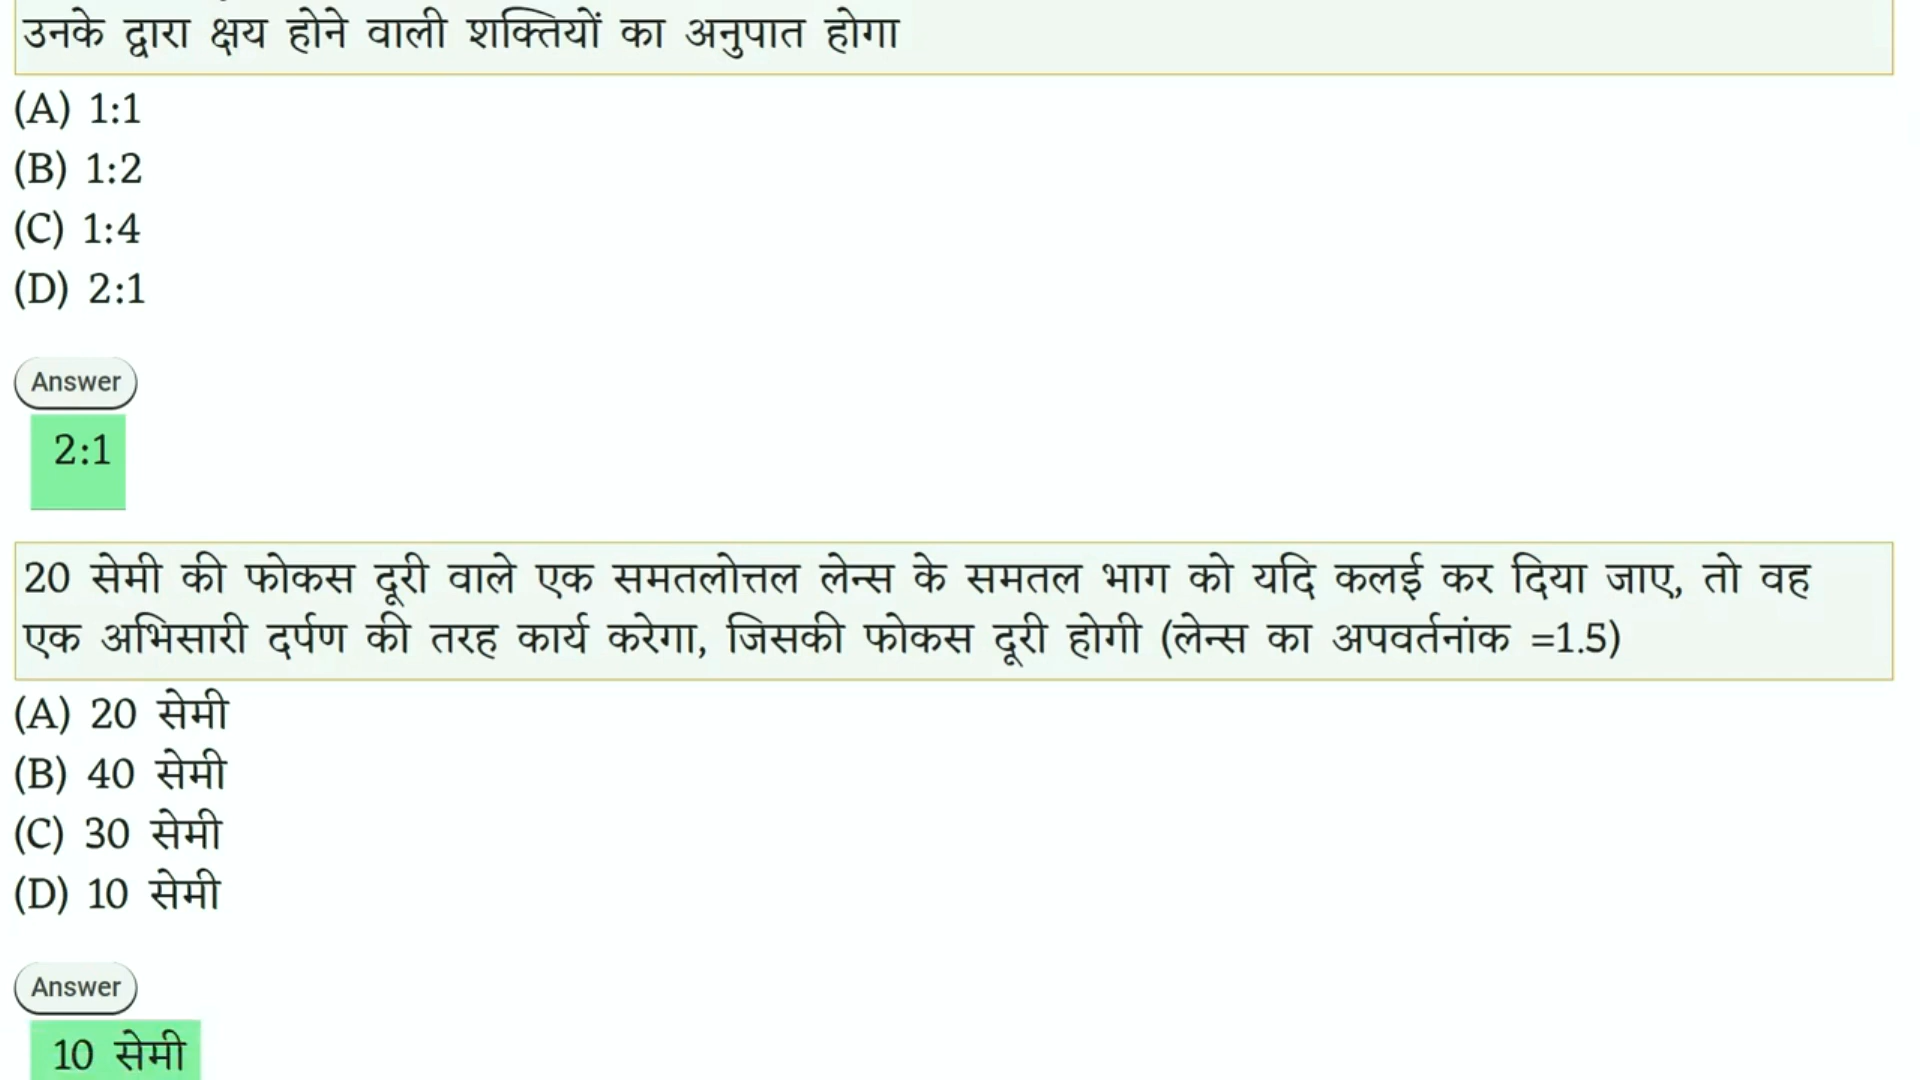 उनके द्वारा क्षय होने वाली शक्तियों का अनुपात होगा
(A) 1:1
(B) 1:2
(C) 1:4
(D) 2:1
Answer
2:1
20 सेमी की फोकस दूरी वाले एक समतलोत्तल लेन्स के समतल भाग को यदि कलई कर दिया जाए, तो वह
एक अभिसारी दर्पण की तरह कार्य करेगा, जिसकी फोकस दूरी होगी (लेन्स का अपवर्तनांक =1.5)
(A) 20 सेमी
(B) 40 सेमी
(C) 30 सेमी
(D) 10 सेमी
Answer
10 सेमी